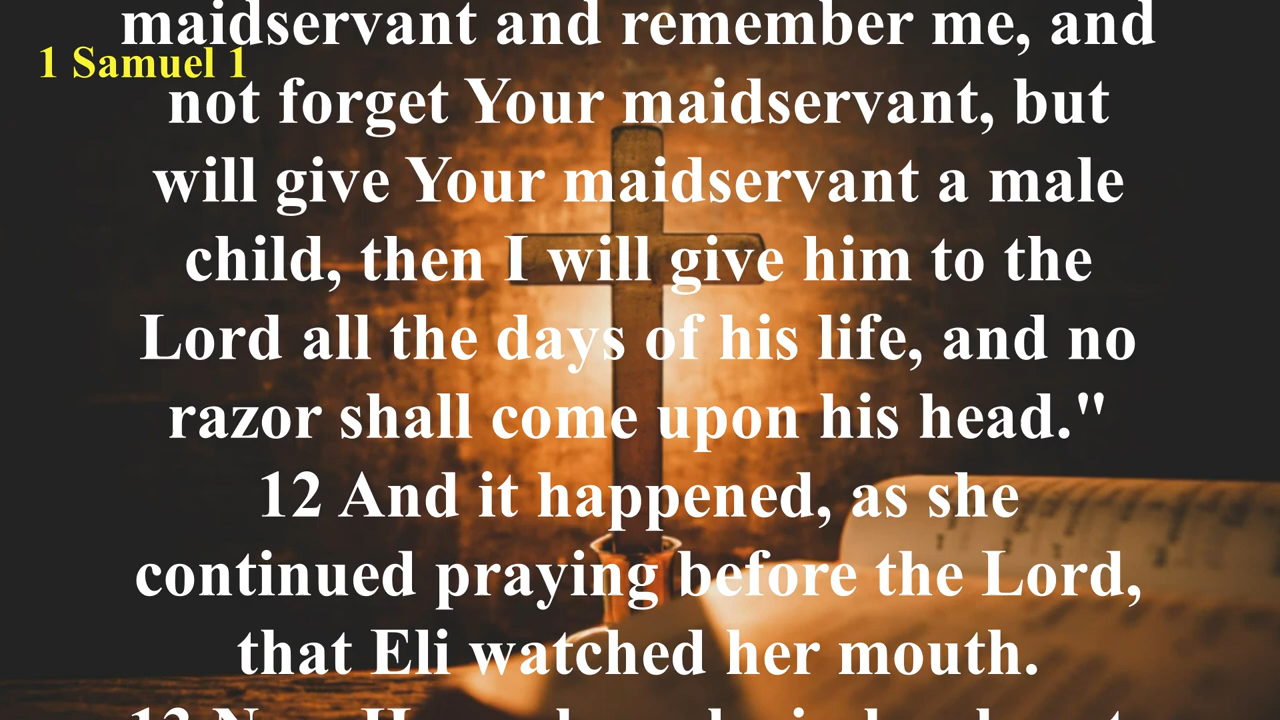 maidservant and remember me, and
1 Samuel 1
not forget Your maidservant, but
will give Your maidservant a male
child, then I will give him to the
Lord all the days of his life, and no
razor shall come upon his head."
12 And it happened, as she
continued praying before the Lord,
that Eli watched her mouth.